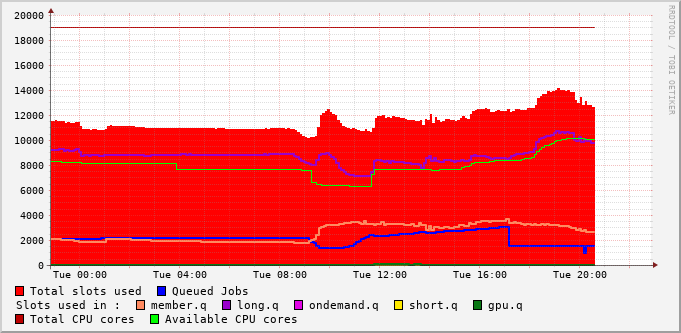 20000
18000
16000
14000
12000
10000
8000
6000
4000
2000
0
Tue 00:00 Tue 04:00 Tue 08:00 Tue 12:00 Tue 16:00 Tue 20:00
RRDTOOL / TOBI OETIKER
Total slots used Queued Jobs
Slots used in : member.q long.q ondemand.q short.q gpu.q
Total CPU cores Available CPU cores